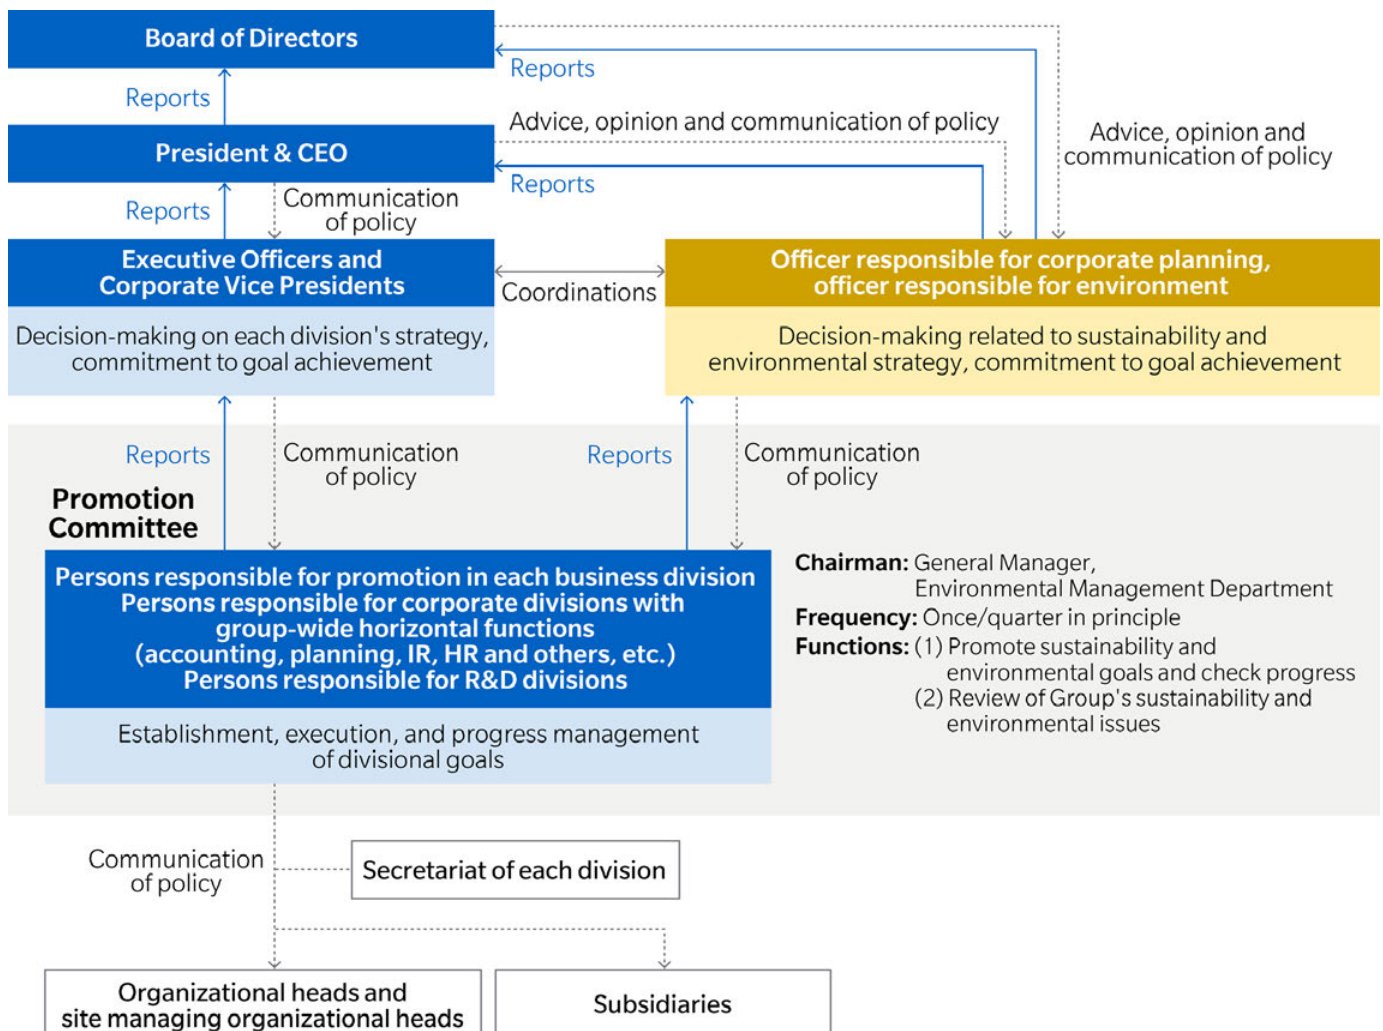 Board of Directors
Reports
Reports
Advice, opinion and communication of policy
Advice, opinion and
communication of policy
President & CEO
Reports
Reports
Communication
of policy
Executive Officers and
Corporate Vice Presidents
Coordinations
Officer responsible for corporate planning,
officer responsible for environment
Decision-making on each division's strategy,
commitment to goal achievement
Decision-making related to sustainability and
environmental strategy, commitment to goal achievement
Reports
Communication
of policy
Reports
Communication
of policy
Promotion
Committee
Persons responsible for promotion in each business division
Persons responsible for corporate divisions with
group-wide horizontal functions
(accounting, planning, IR, HR and others, etc.)
Persons responsible for R&D divisions
Establishment, execution, and progress management
of divisional goals
Chairman: General Manager,
Environmental Management Department
Frequency: Once/quarter in principle
Functions: (1) Promote sustainability and
environmental goals and check progress
(2) Review of Group's sustainability and
environmental issues
Communication
of policy
Secretariat of each division
Organizational heads and
site managing organizational heads
Subsidiaries